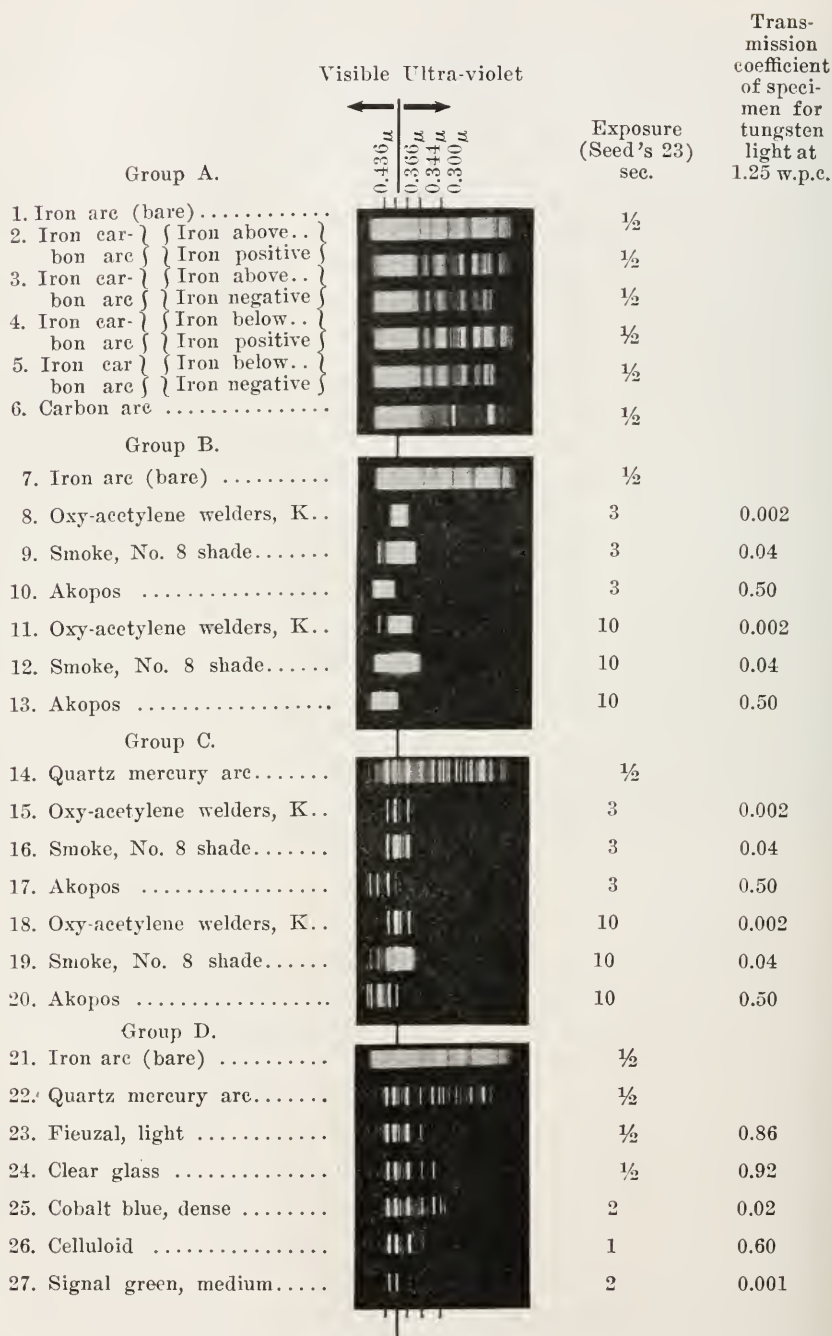 Trans-
mission
coefficient
of speci-
men for
tungsten
light at
1.25 w.p.c.
Visible Ultra-violet
Exposure
(Seed's 23)
sec.
0.436μ
0.366μ
0.344μ
0.300μ
Group A.
1. Iron arc (bare)............ ½
2. Iron car- } { Iron above.. }
bon arc } { Iron positive } ½
3. Iron car- } { Iron above.. }
bon arc } { Iron negative } ½
4. Iron car- } { Iron below.. }
bon arc } { Iron positive } ½
5. Iron car } { Iron below.. }
bon arc } { Iron negative } ½
6. Carbon arc ............... ½
Group B.
7. Iron arc (bare) .......... ½
8. Oxy-acetylene welders, K.. 3 0.002
9. Smoke, No. 8 shade....... 3 0.04
10. Akopos ................. 3 0.50
11. Oxy-acetylene welders, K.. 10 0.002
12. Smoke, No. 8 shade...... 10 0.04
13. Akopos .................. 10 0.50
Group C.
14. Quartz mercury arc....... ½
15. Oxy-acetylene welders, K.. 3 0.002
16. Smoke, No. 8 shade....... 3 0.04
17. Akopos ................. 3 0.50
18. Oxy-acetylene welders, K.. 10 0.002
19. Smoke, No. 8 shade...... 10 0.04
20. Akopos .................. 10 0.50
Group D.
21. Iron arc (bare) .......... ½
22. Quartz mercury arc....... ½
23. Fieuzal, light ............ ½ 0.86
24. Clear glass .............. ½ 0.92
25. Cobalt blue, dense ........ 2 0.02
26. Celluloid ................ 1 0.60
27. Signal green, medium..... 2 0.001